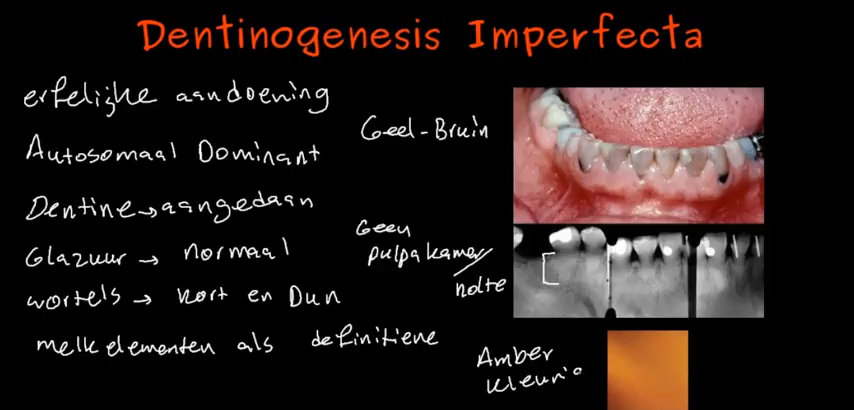 Dentinogenesis Imperfecta
erfelijke aandoening
Autosomaal Dominant
Dentine → aangedaan
Glazuur → normaal
wortels → kort en Dun
melkelementen als definitieve
Geel-Bruin
Geen
pulpakamer/
holte
Amber
kleurig